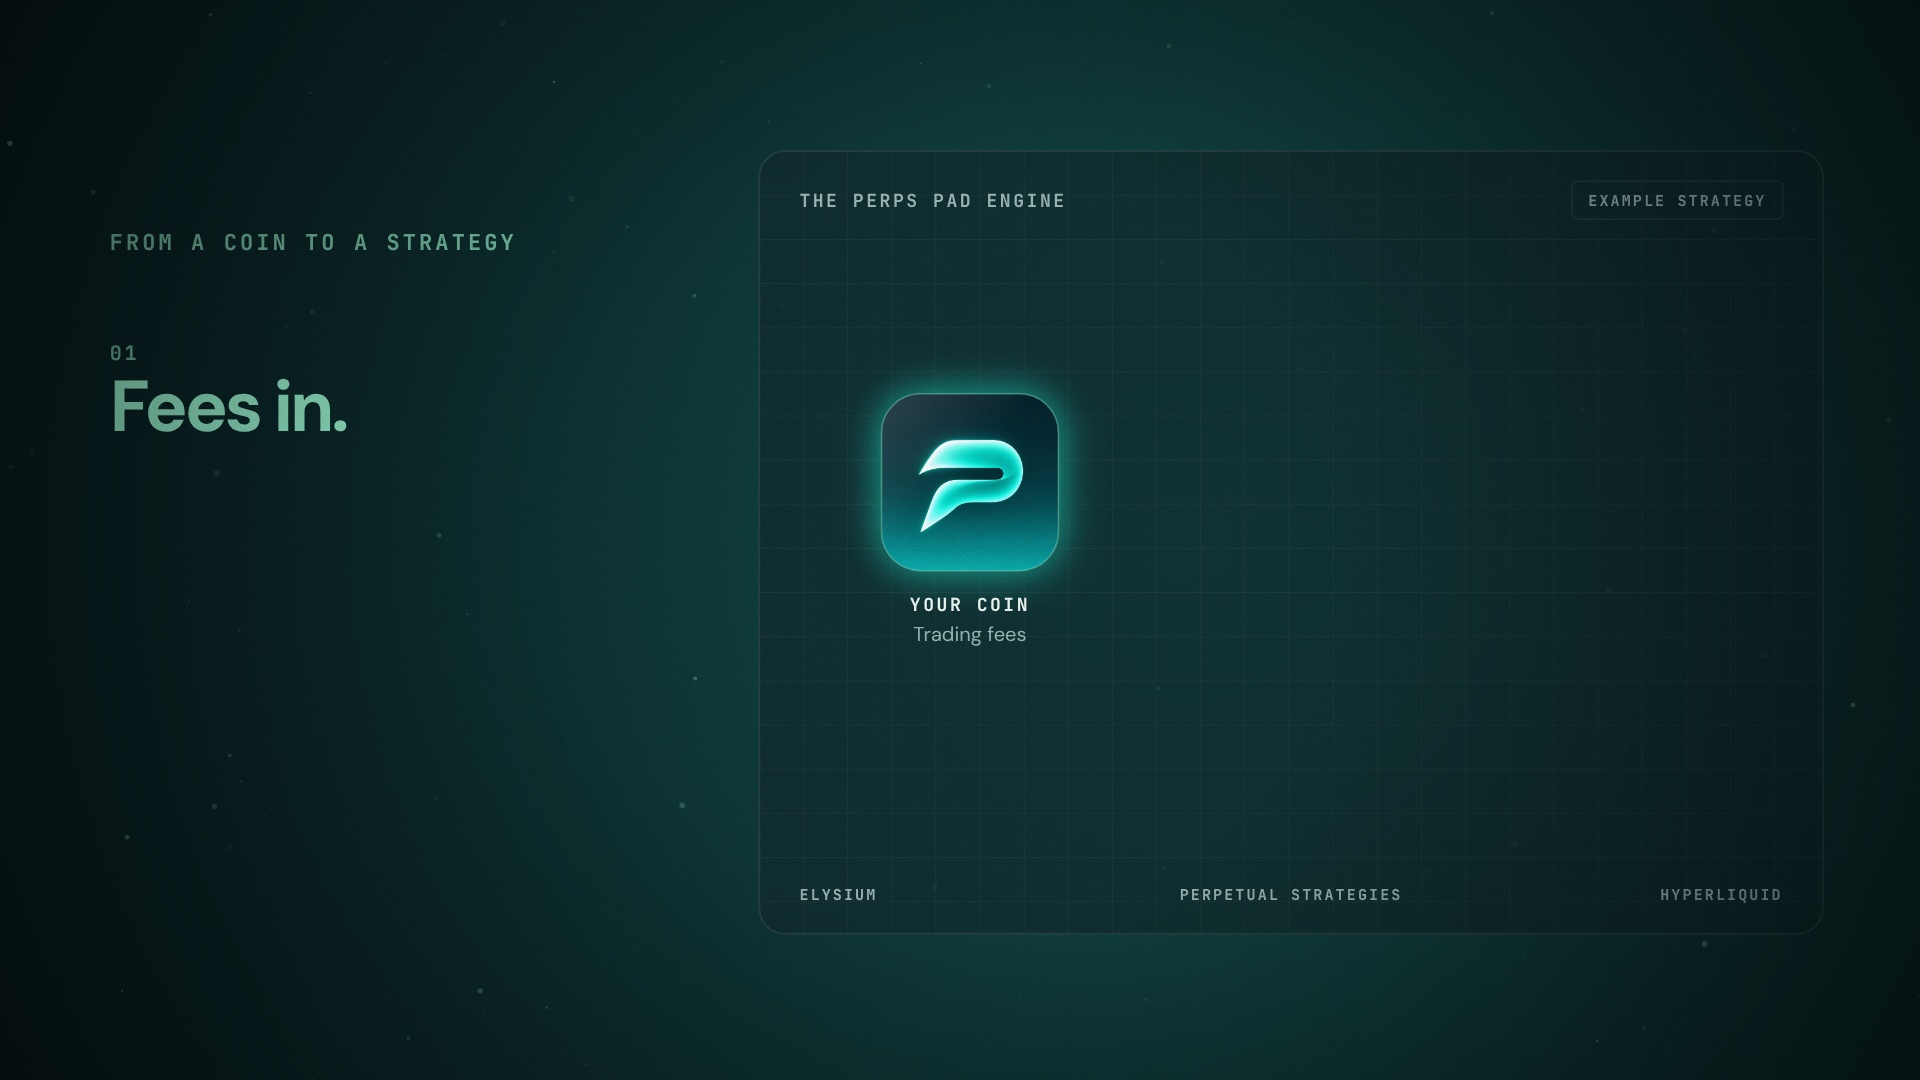 FROM A COIN TO A STRATEGY
01
Fees in.
THE PERPS PAD ENGINE
EXAMPLE STRATEGY
YOUR COIN
Trading fees
ELYSIUM
PERPETUAL STRATEGIES
HYPERLIQUID